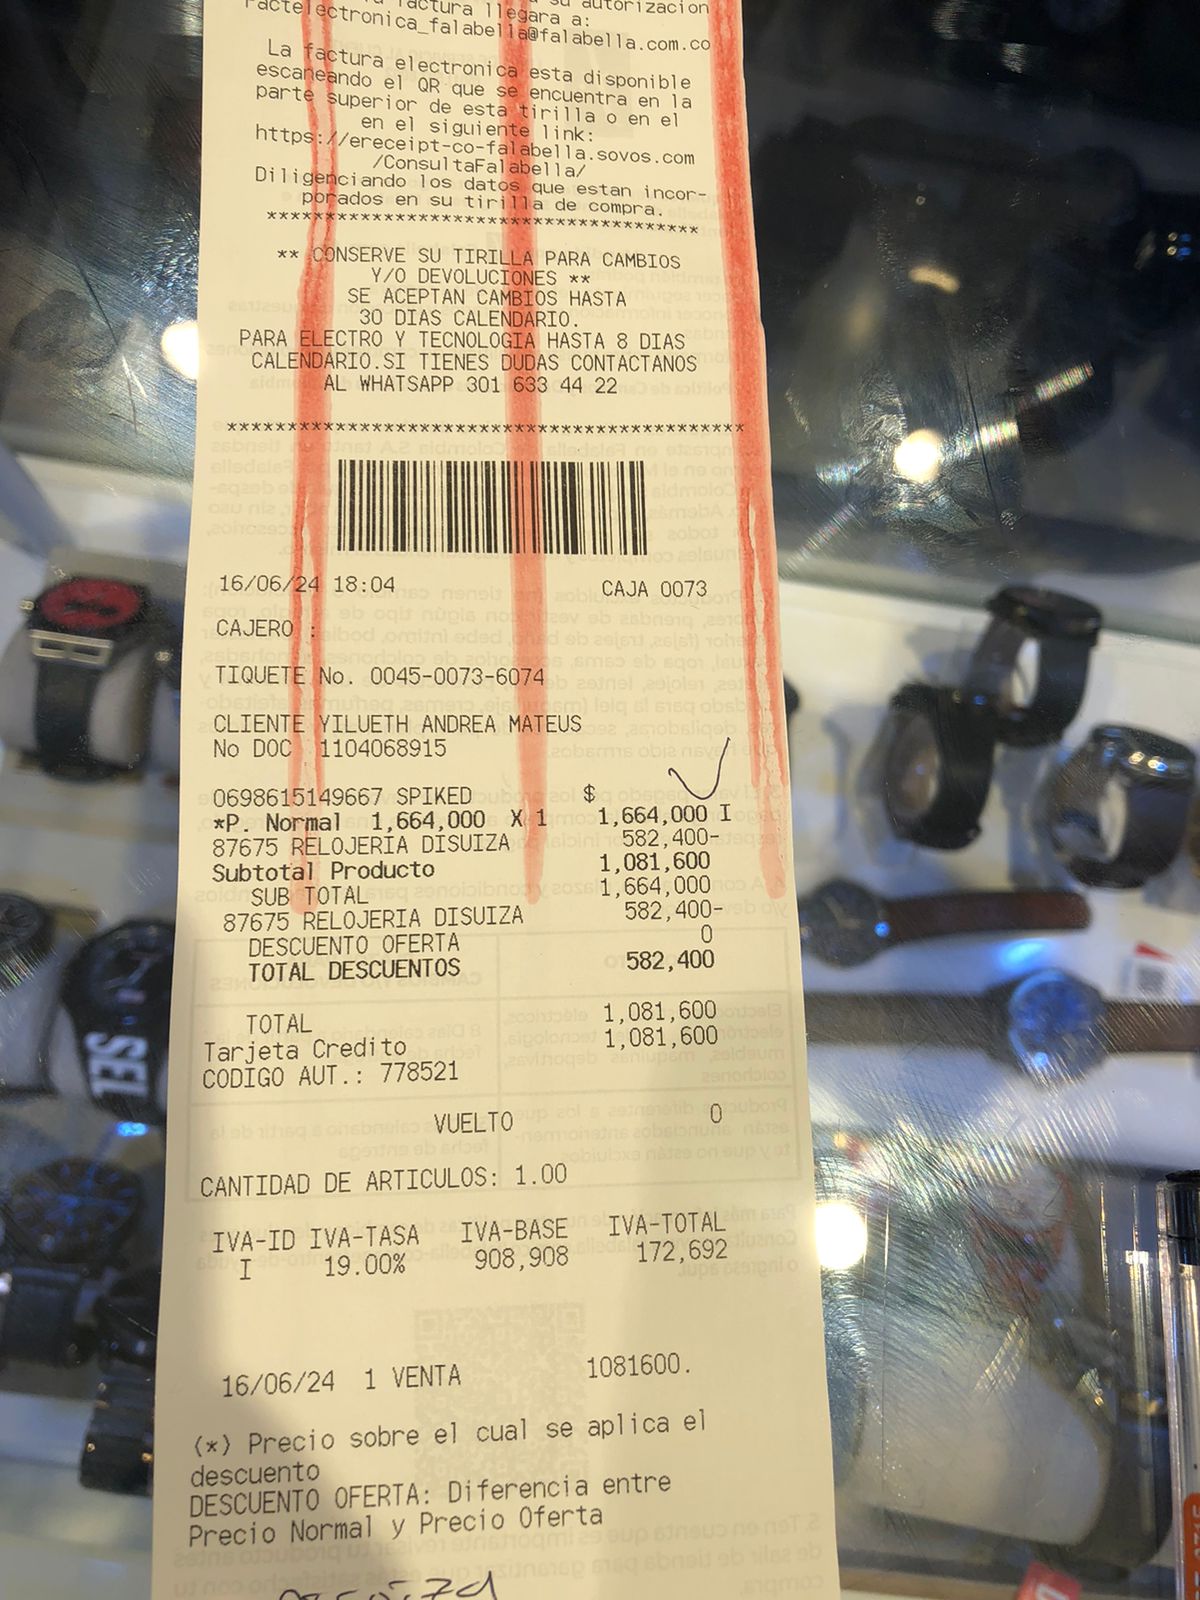 su autorizacion
factura llegara a:
Factelectronica_falabella@falabella.com.co
La factura electronica esta disponible
escaneando el QR que se encuentra en la
parte superior de esta tirilla o en el
en el siguiente link:
https://ereceipt-co-falabella.sovos.com
/ConsultaFalabella/
Diligenciando los datos que estan incor-
porados en su tirilla de compra.
****************************************
** CONSERVE SU TIRILLA PARA CAMBIOS
Y/O DEVOLUCIONES **
SE ACEPTAN CAMBIOS HASTA
30 DIAS CALENDARIO.
PARA ELECTRO Y TECNOLOGIA HASTA 8 DIAS
CALENDARIO.SI TIENES DUDAS CONTACTANOS
AL WHATSAPP 301 633 44 22
********************************************
16/06/24 18:04 CAJA 0073
CAJERO :
TIQUETE No. 0045-0073-6074
CLIENTE YILUETH ANDREA MATEUS
No DOC 1104068915
0698615149667 SPIKED $
*P. Normal 1,664,000 X 1 1,664,000 I
87675 RELOJERIA DISUIZA 582,400-
Subtotal Producto 1,081,600
SUB TOTAL 1,664,000
87675 RELOJERIA DISUIZA 582,400-
DESCUENTO OFERTA 0
TOTAL DESCUENTOS 582,400
TOTAL 1,081,600
Tarjeta Credito 1,081,600
CODIGO AUT.: 778521
VUELTO 0
CANTIDAD DE ARTICULOS: 1.00
IVA-ID IVA-TASA IVA-BASE IVA-TOTAL
I 19.00% 908,908 172,692
16/06/24 1 VENTA 1081600.
(*) Precio sobre el cual se aplica el
descuento
DESCUENTO OFERTA: Diferencia entre
Precio Normal y Precio Oferta